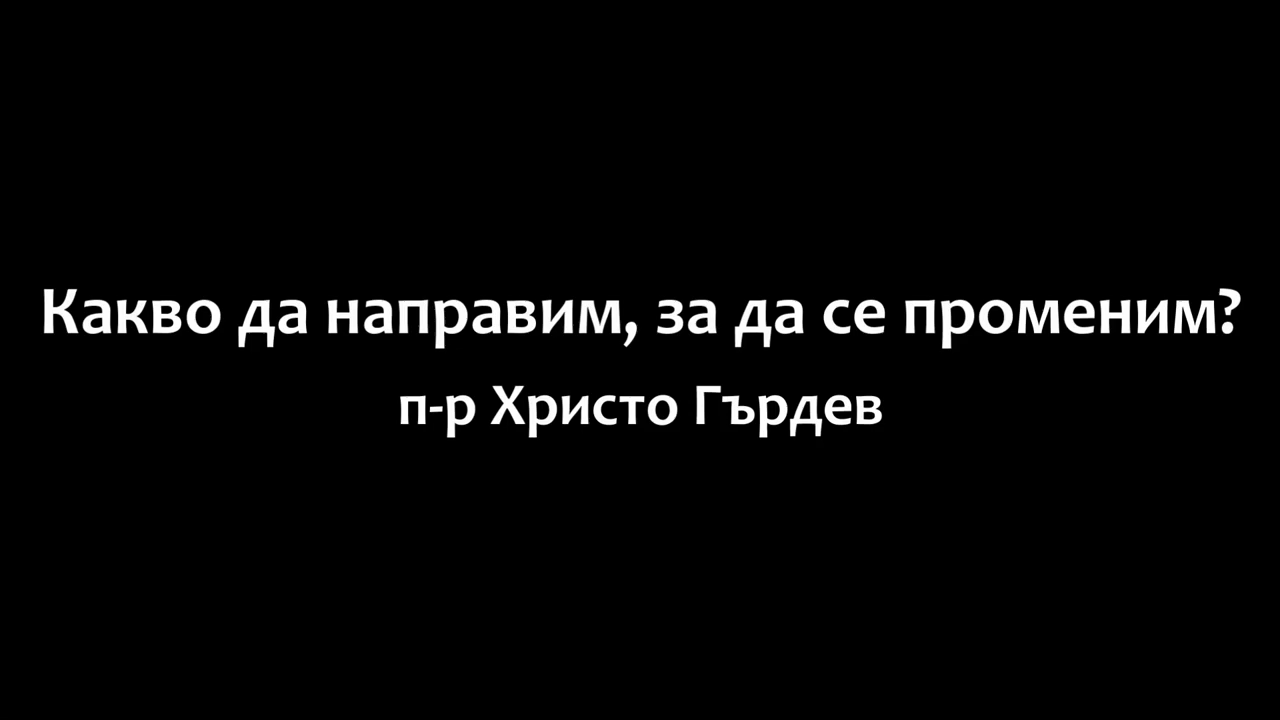 Какво да направим, за да се променим?
п-р Христо Гърдев